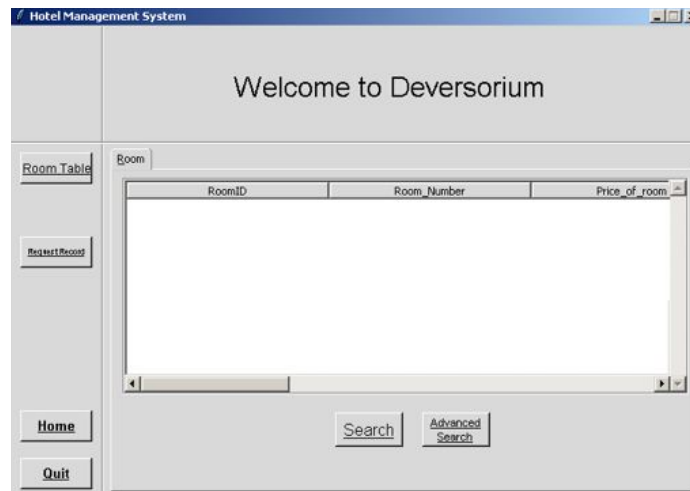 Hotel Management System
Welcome to Deversorium
Room Table
Room
RoomID Room_Number Price_of_room
Request Record
Search
Advanced
Search
Home
Quit